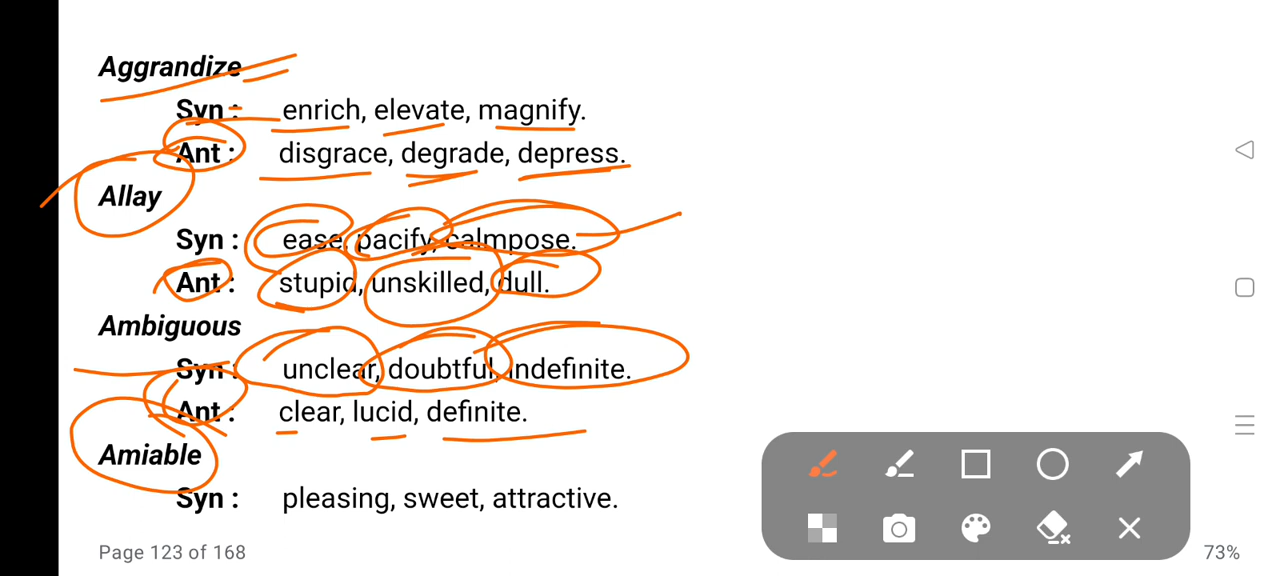 Aggrandize
Syn : enrich, elevate, magnify.
Ant : disgrace, degrade, depress.
Allay
Syn : ease, pacify, calmpose.
Ant : stupid, unskilled, dull.
Ambiguous
Syn : unclear, doubtful, indefinite.
Ant : clear, lucid, definite.
Amiable
Syn : pleasing, sweet, attractive.
Page 123 of 168
73%